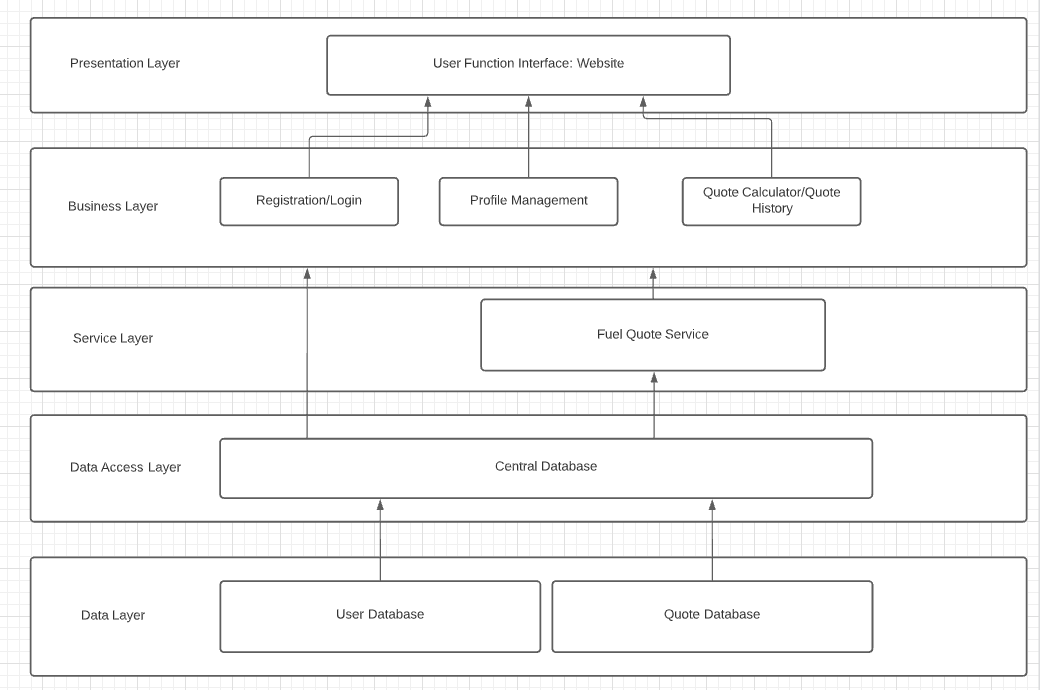 Presentation Layer
User Function Interface: Website
Business Layer
Registration/Login
Profile Management
Quote Calculator/Quote
History
Service Layer
Fuel Quote Service
Data Access Layer
Central Database
Data Layer
User Database
Quote Database